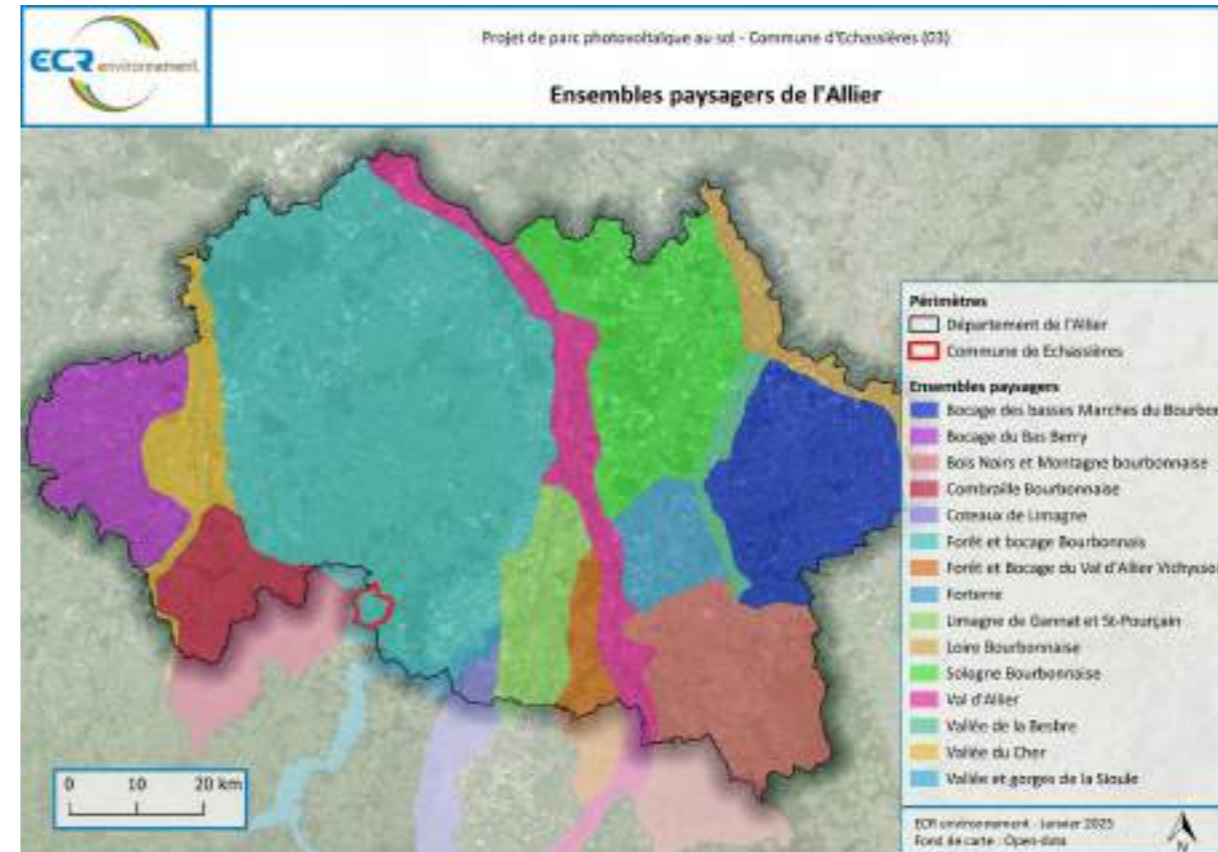 ECR environnement
Projet de parc photovoltaïque au sol - Commune d'Echassières (03)
Ensembles paysagers de l'Allier
Périmètres
Département de l'Allier
Commune de Echassières
Ensembles paysagers
Bocage des basses Marches du Bourbon
Bocage du Bas Berry
Bois Noirs et Montagne bourbonnaise
Combraille Bourbonnaise
Coteaux de Limagne
Forêt et bocage Bourbonnais
Forêt et Bocage du Val d'Allier Vichysso
Forterre
Limagne de Gannat et St-Pourçain
Loire Bourbonnaise
Sologne Bourbonnaise
Val d'Allier
Vallée de la Besbre
Vallée du Cher
Vallée et gorges de la Sioule
0 10 20 km
ECR environnement - Janvier 2025
Fond de carte : Open-data
N